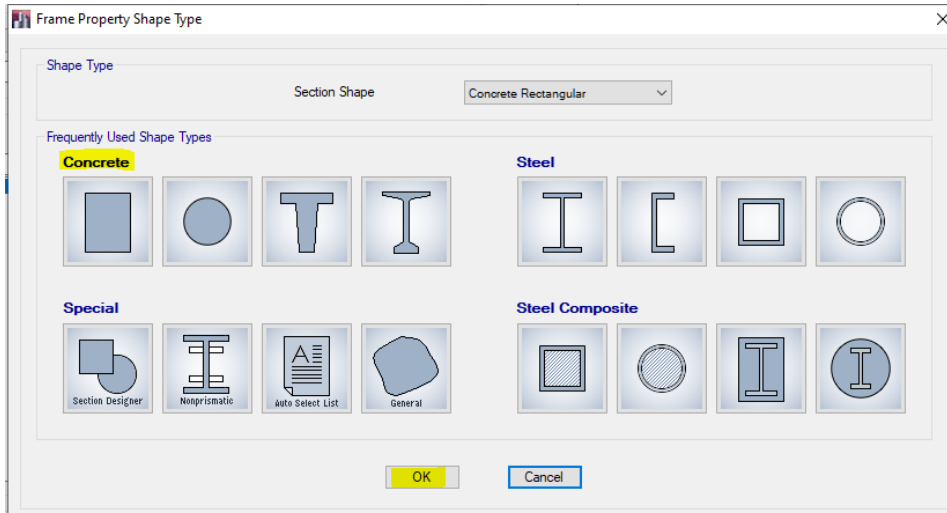 Frame Property Shape Type
Shape Type
Section Shape
Concrete Rectangular
Frequently Used Shape Types
Concrete
Steel
Special
Section Designer
Nonprismatic
A
Auto Select List
General
Steel Composite
OK
Cancel